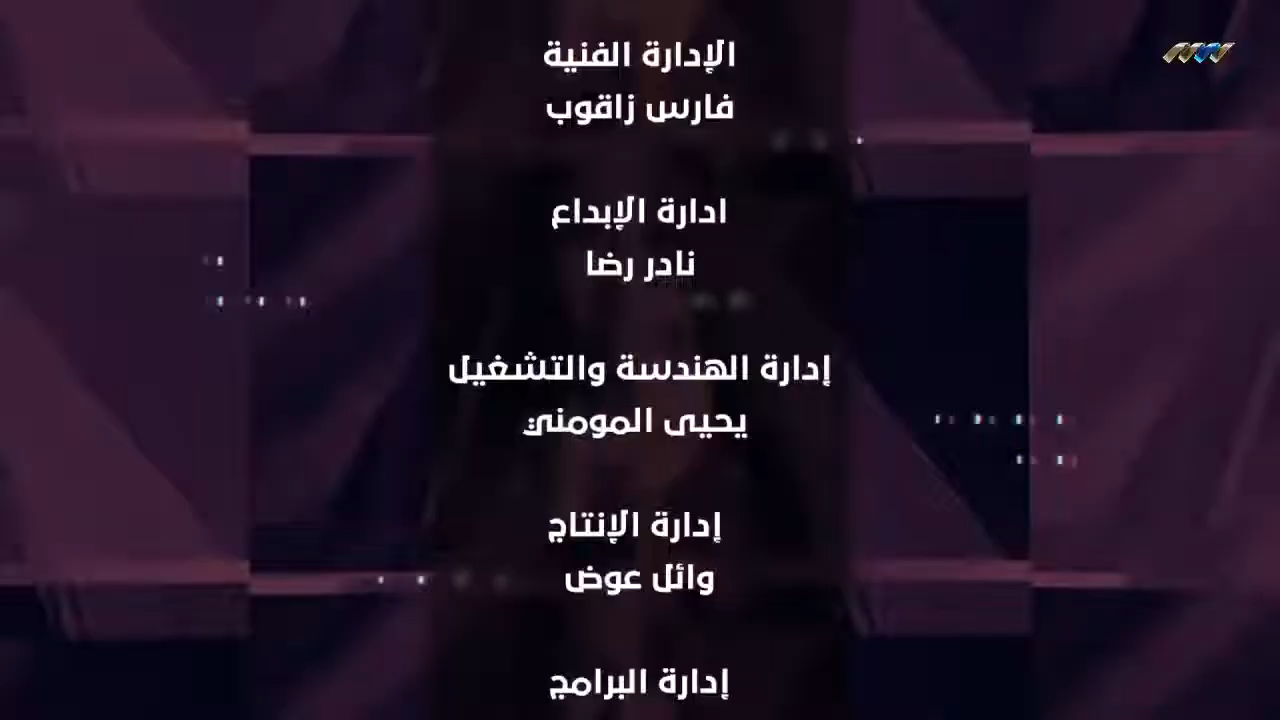 الإدارة الفنية
فارس زاقوب
ادارة الإبداع
نادر رضا
إدارة الهندسة والتشغيل
يحيى المومني
إدارة الإنتاج
وائل عوض
إدارة البرامج